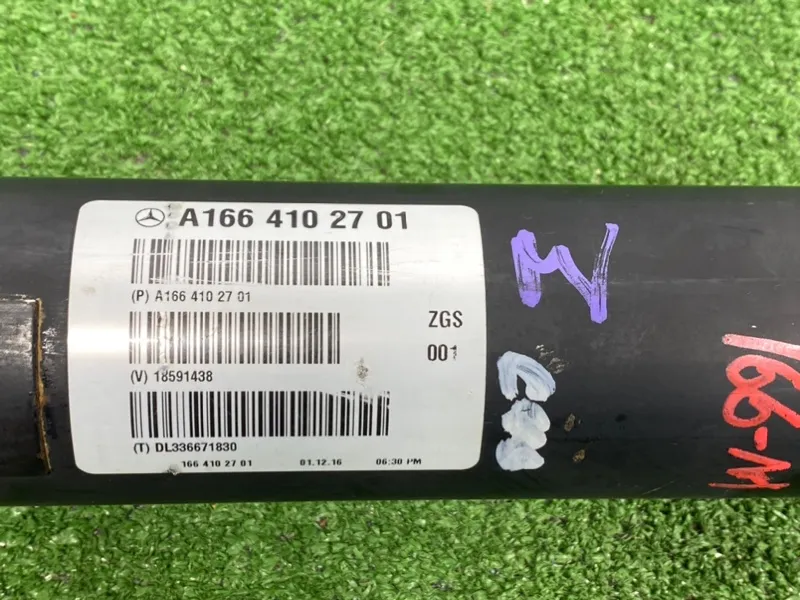 A166 410 27 01
(P) A166 410 27 01
ZGS
001
(V) 18591438
(T) DL336671830
166 410 27 01 01.12.16 06:30 PM